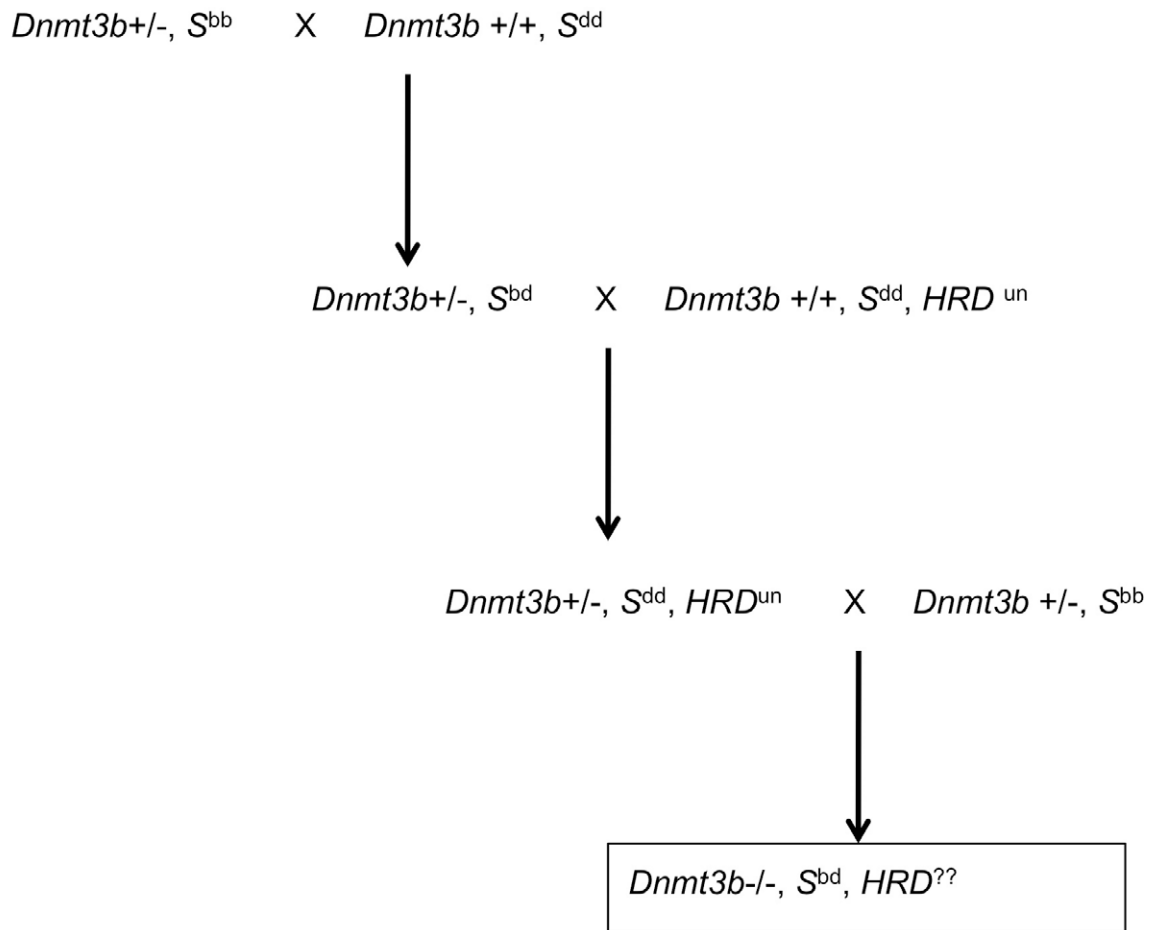 Dnmt3b+/-, Sbb X Dnmt3b +/+, Sdd
Dnmt3b+/-, Sbd X Dnmt3b +/+, Sdd, HRD un
Dnmt3b+/-, Sdd, HRDun X Dnmt3b +/-, Sbb
Dnmt3b-/-, Sbd, HRD??